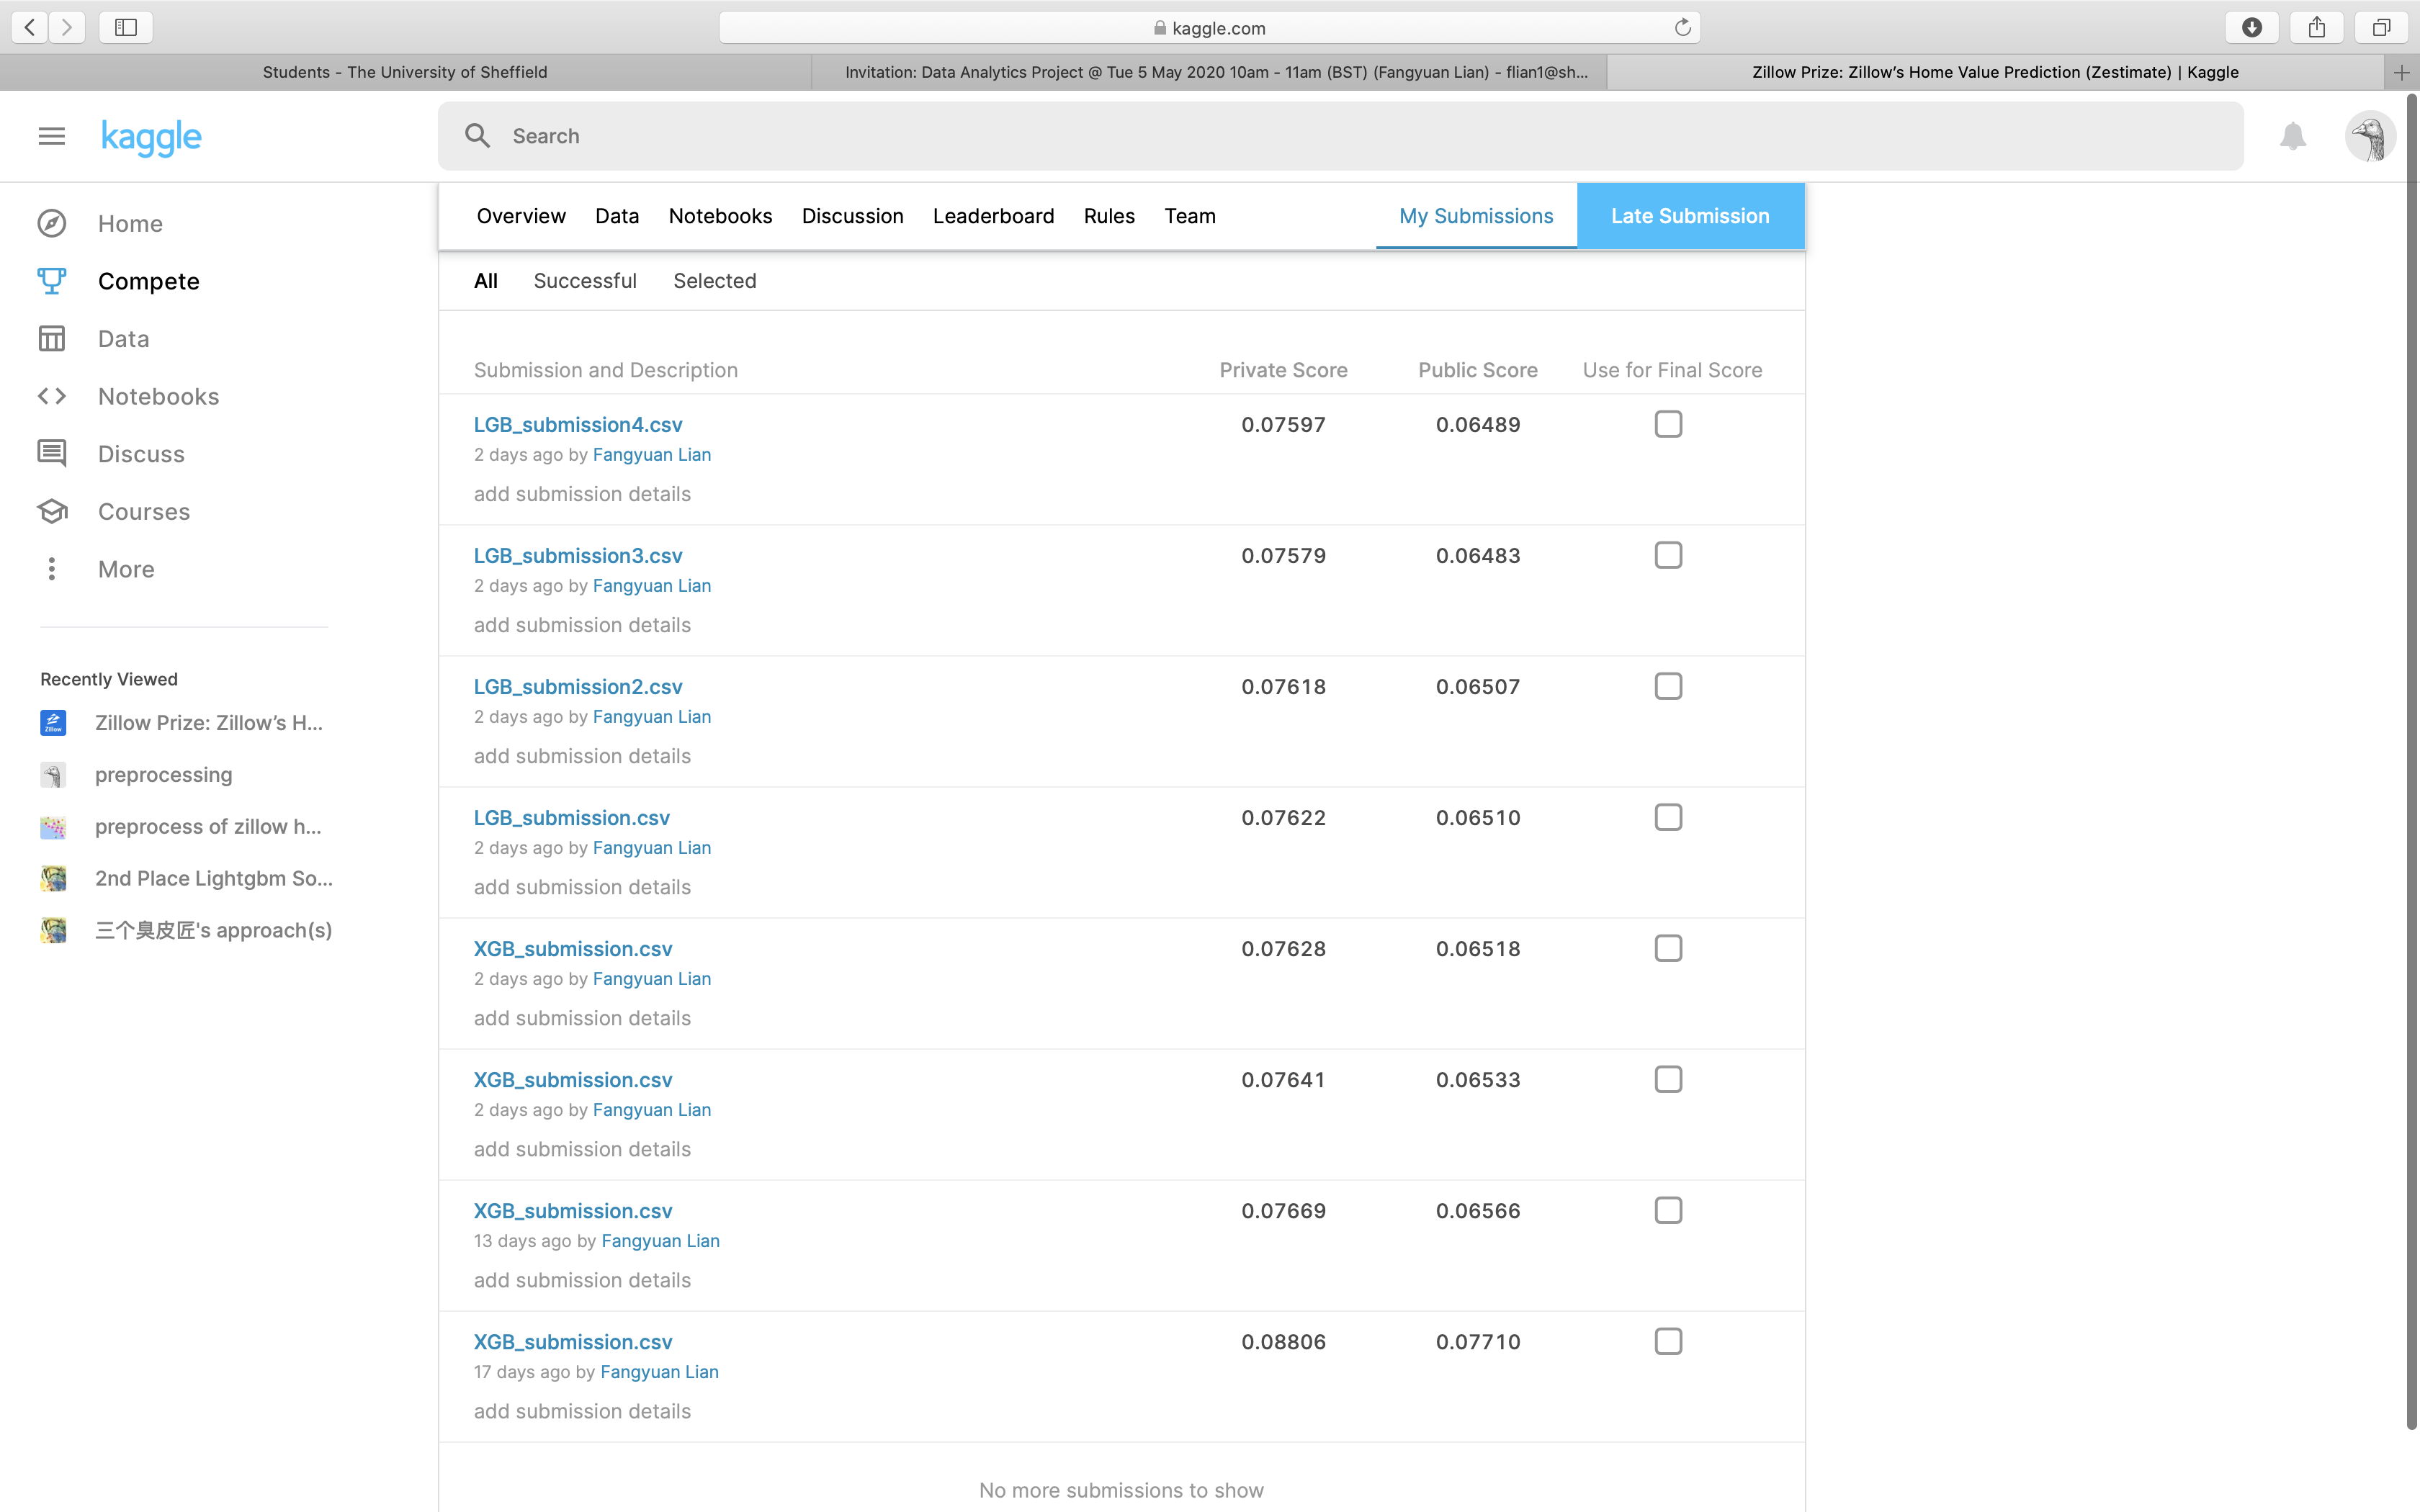 kaggle.com
Students - The University of Sheffield
Invitation: Data Analytics Project @ Tue 5 May 2020 10am - 11am (BST) (Fangyuan Lian) - flian1@sh...
Zillow Prize: Zillow’s Home Value Prediction (Zestimate) | Kaggle
kaggle
Search
Home
Compete
Data
Notebooks
Discuss
Courses
More
Recently Viewed
Zillow
Zillow Prize: Zillow’s H...
preprocessing
preprocess of zillow h...
2nd Place Lightgbm So...
三个臭皮匠's approach(s)
Overview Data Notebooks Discussion Leaderboard Rules Team My Submissions Late Submission
All Successful Selected
Submission and Description Private Score Public Score Use for Final Score
LGB_submission4.csv 0.07597 0.06489
2 days ago by Fangyuan Lian
add submission details
LGB_submission3.csv 0.07579 0.06483
2 days ago by Fangyuan Lian
add submission details
LGB_submission2.csv 0.07618 0.06507
2 days ago by Fangyuan Lian
add submission details
LGB_submission.csv 0.07622 0.06510
2 days ago by Fangyuan Lian
add submission details
XGB_submission.csv 0.07628 0.06518
2 days ago by Fangyuan Lian
add submission details
XGB_submission.csv 0.07641 0.06533
2 days ago by Fangyuan Lian
add submission details
XGB_submission.csv 0.07669 0.06566
13 days ago by Fangyuan Lian
add submission details
XGB_submission.csv 0.08806 0.07710
17 days ago by Fangyuan Lian
add submission details
No more submissions to show